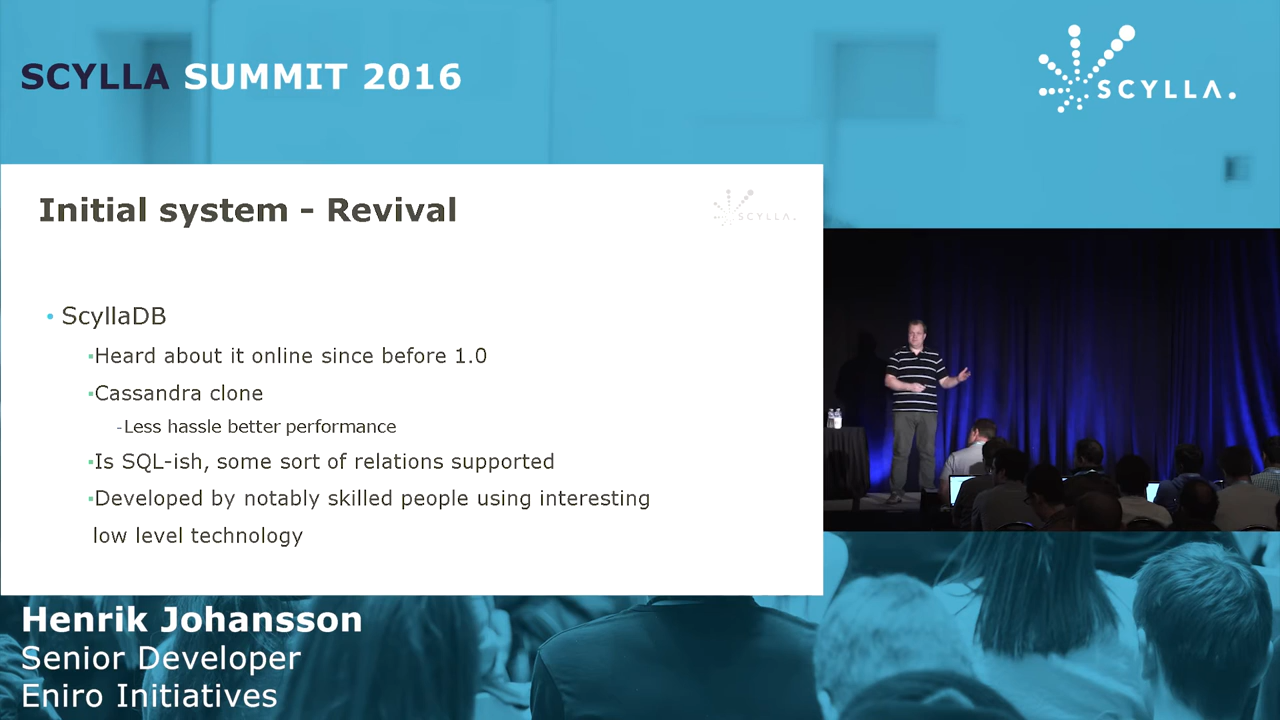 SCYLLA SUMMIT 2016
SCYLLA.
Initial system - Revival
SCYLLA.
• ScyllaDB
▪Heard about it online since before 1.0
▪Cassandra clone
-Less hassle better performance
▪Is SQL-ish, some sort of relations supported
▪Developed by notably skilled people using interesting
low level technology
Henrik Johansson
Senior Developer
Eniro Initiatives